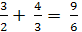 3/2 + 4/3 = 9/6